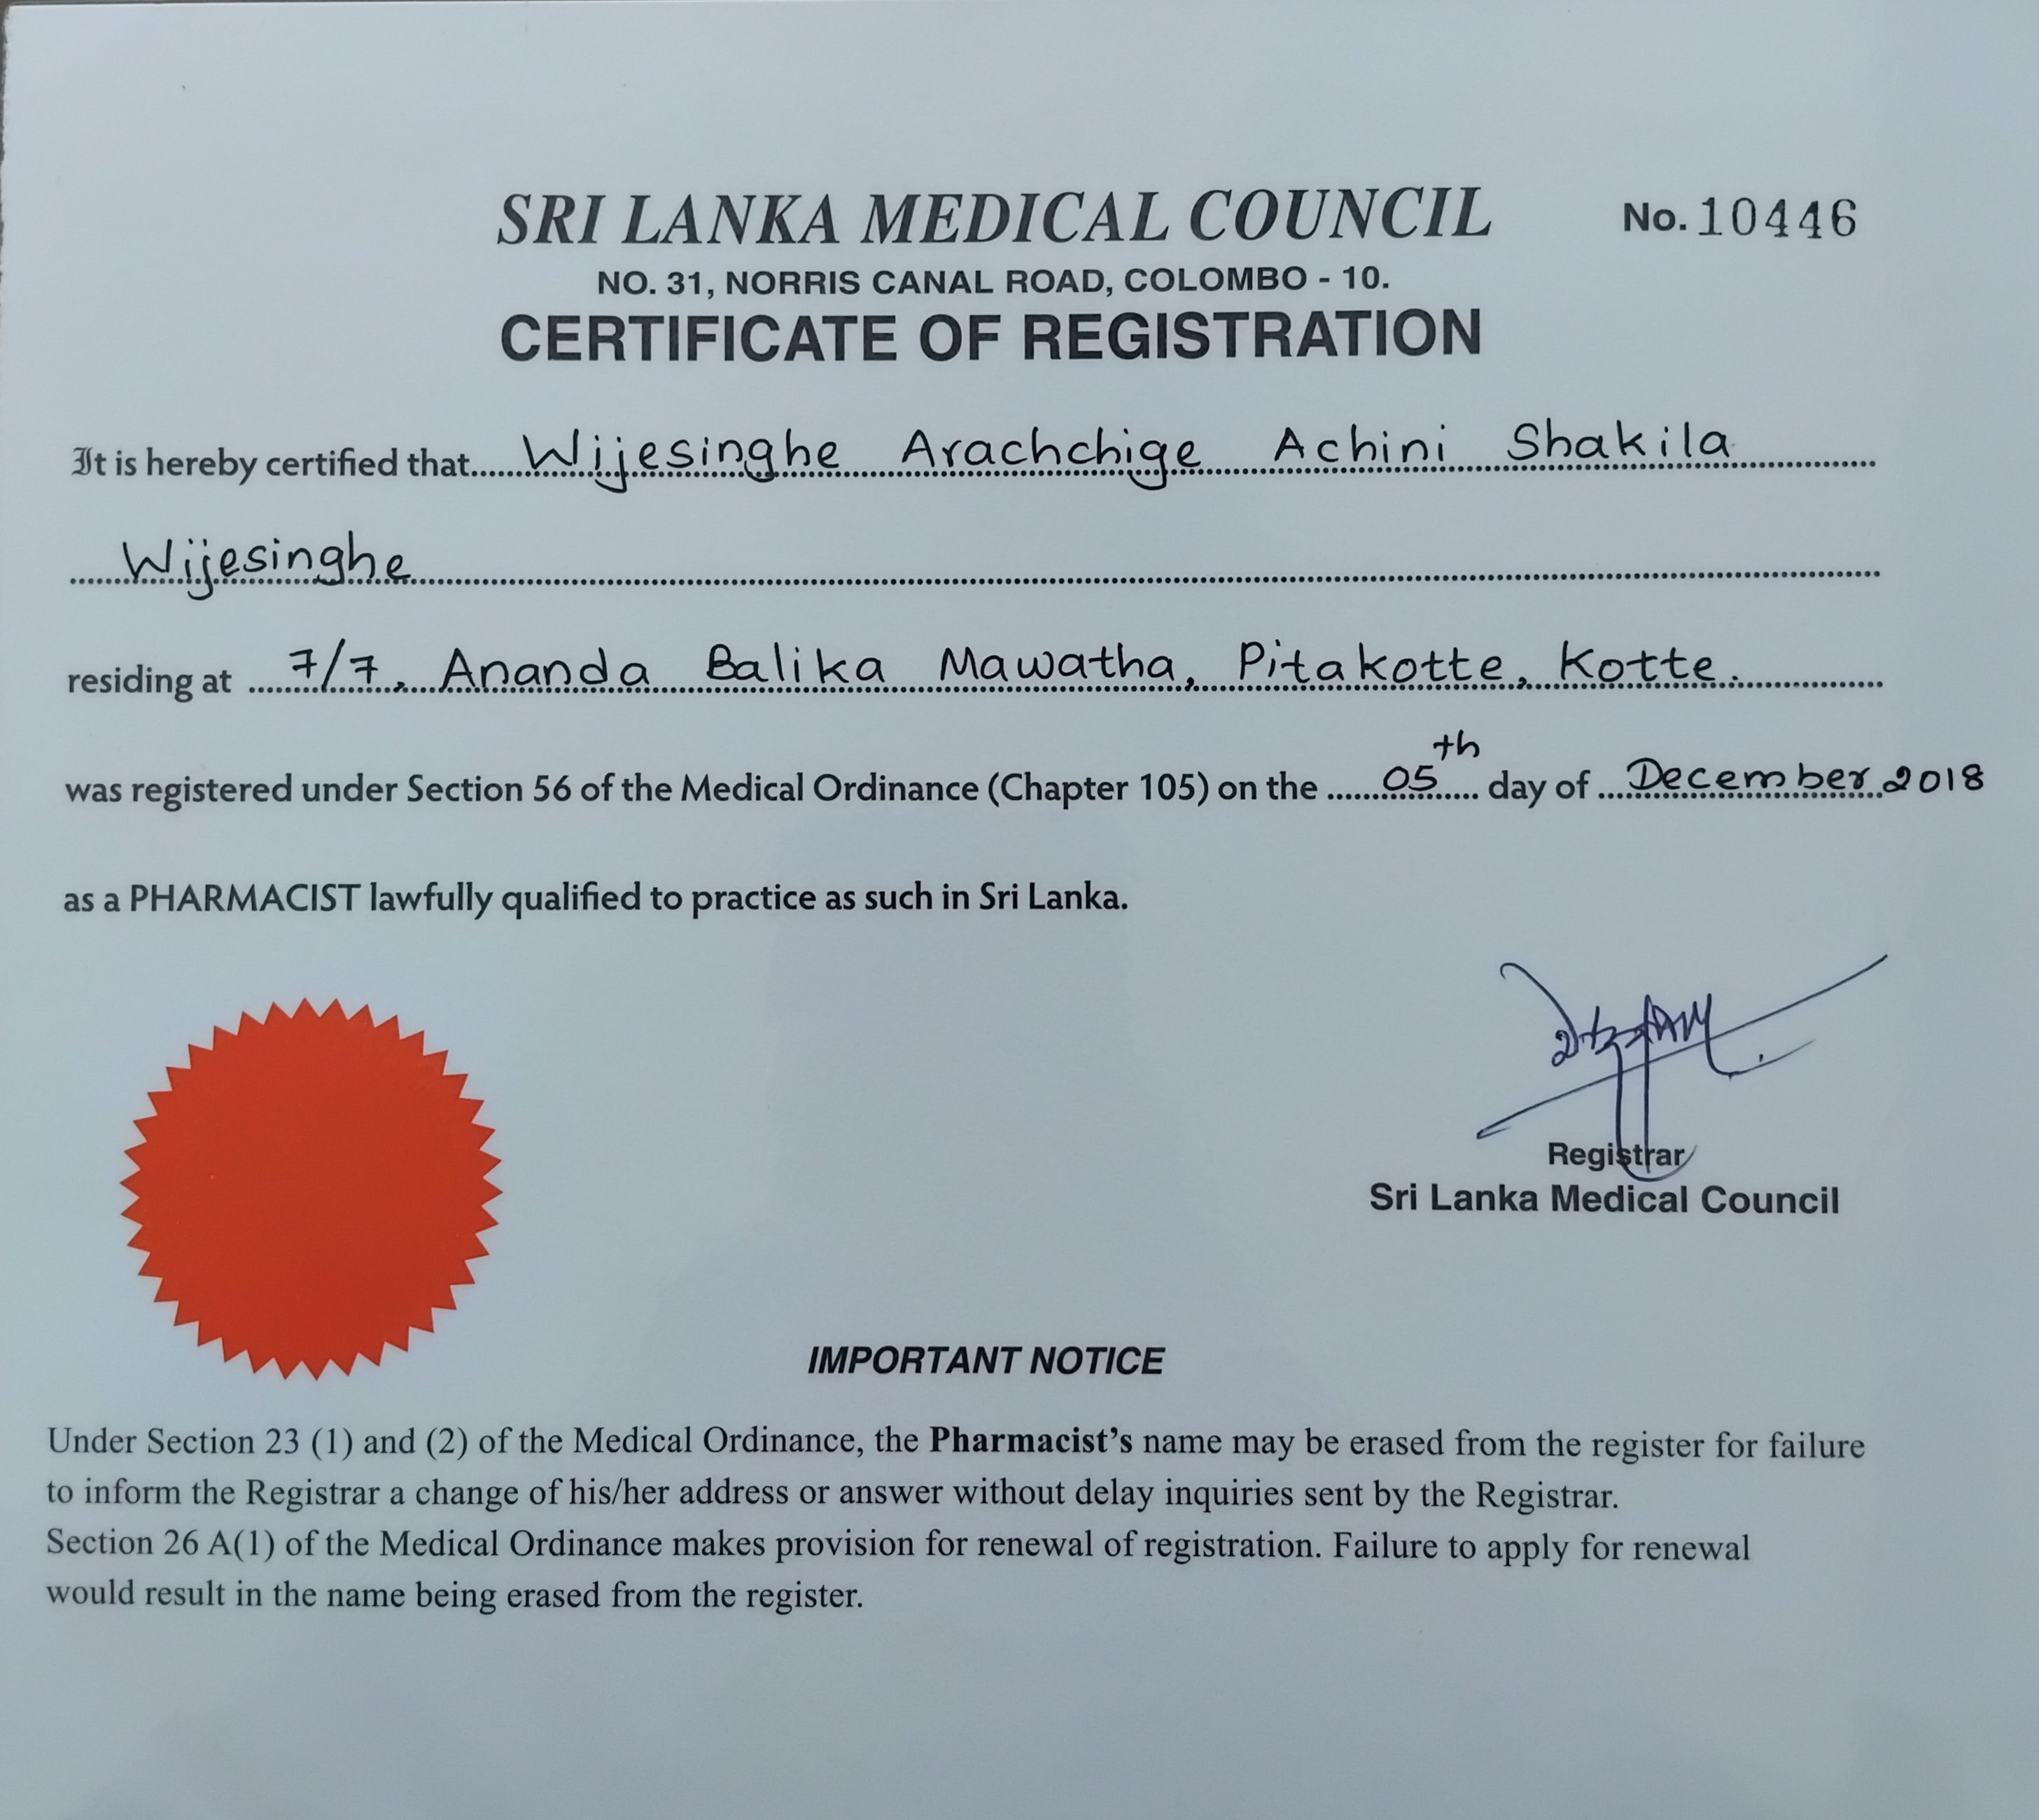 SRI LANKA MEDICAL COUNCIL No. 10446
NO. 31, NORRIS CANAL ROAD, COLOMBO - 10.
CERTIFICATE OF REGISTRATION
It is hereby certified that Wijesinghe Arachchige Achini Shakila
Wijesinghe
residing at 7/7, Ananda Balika Mawatha, Pitakotte, Kotte.
was registered under Section 56 of the Medical Ordinance (Chapter 105) on the 05th day of December 2018
as a PHARMACIST lawfully qualified to practice as such in Sri Lanka.
Registrar
Sri Lanka Medical Council
IMPORTANT NOTICE
Under Section 23 (1) and (2) of the Medical Ordinance, the Pharmacist's name may be erased from the register for failure
to inform the Registrar a change of his/her address or answer without delay inquiries sent by the Registrar.
Section 26 A(1) of the Medical Ordinance makes provision for renewal of registration. Failure to apply for renewal
would result in the name being erased from the register.